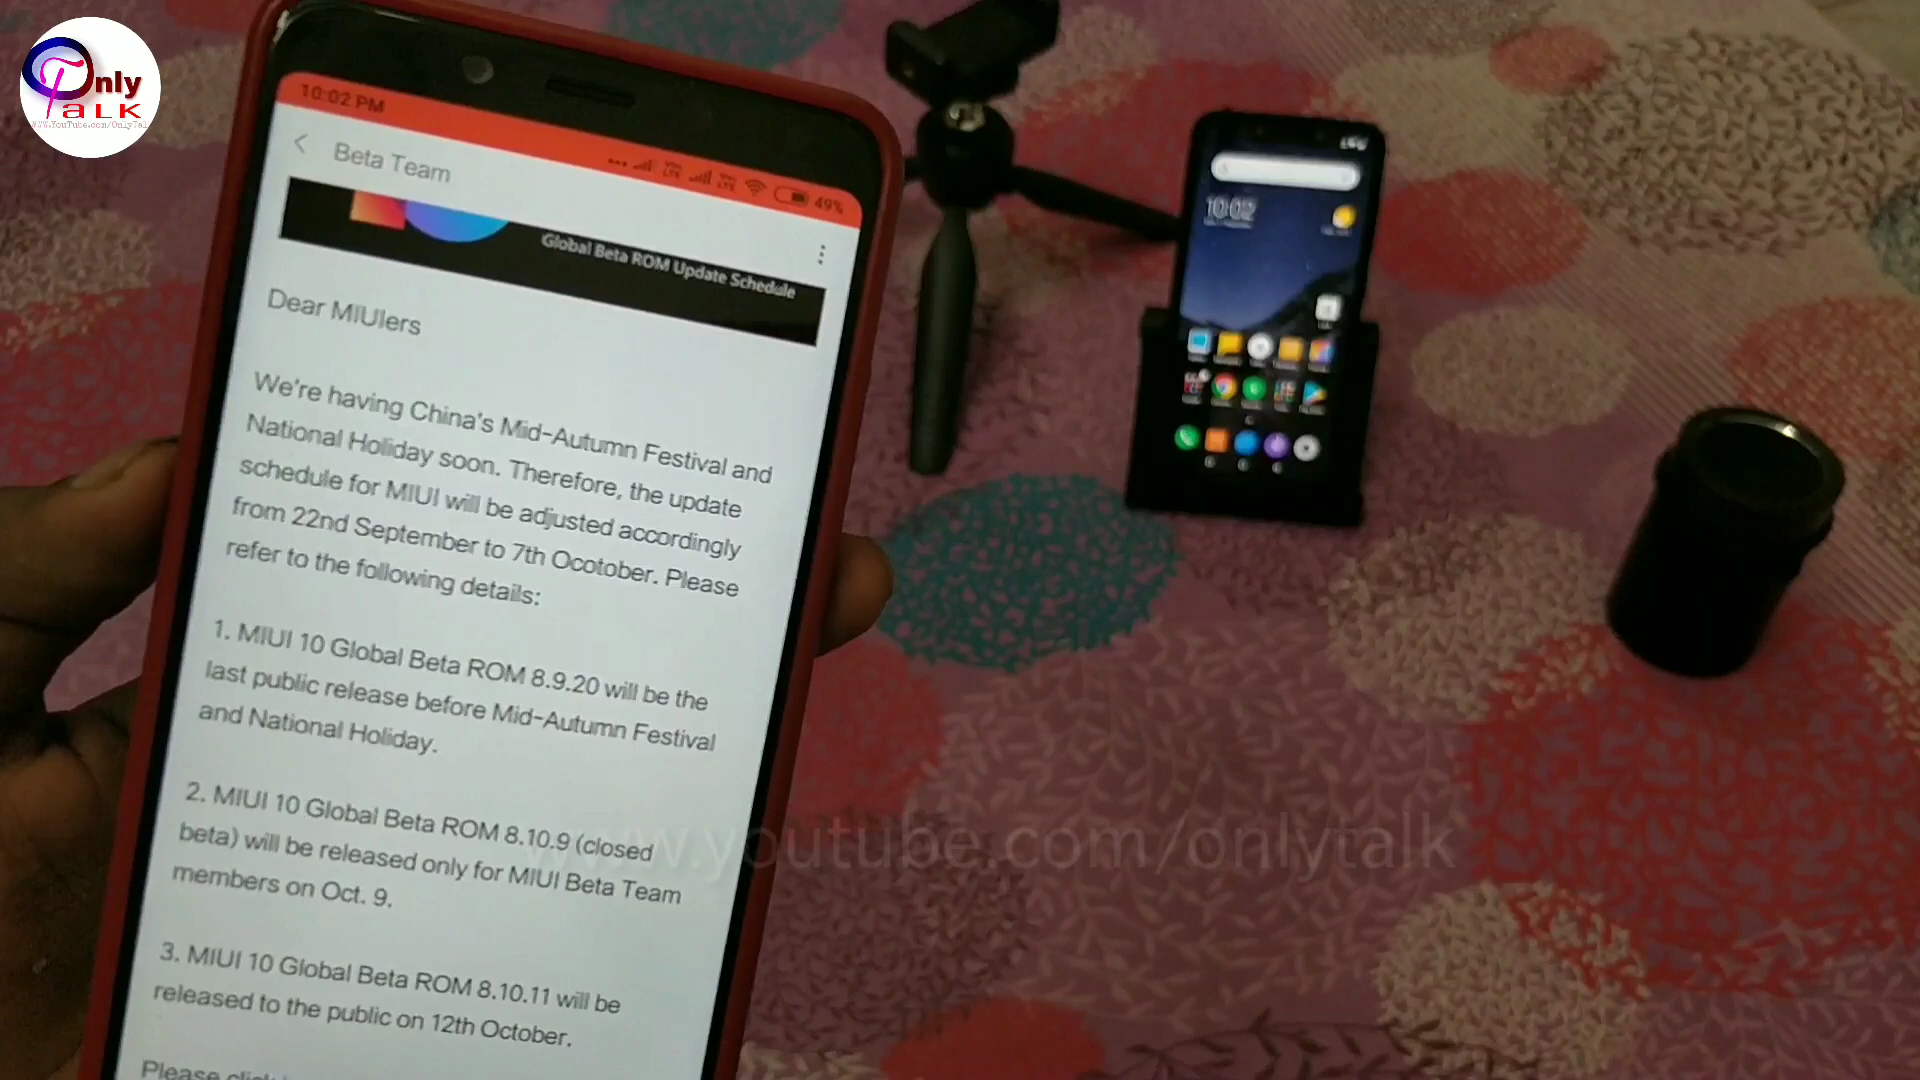 Only
Talk
www.YouTube.com/OnlyTalk
10:02 PM
49%
Beta Team
Global Beta ROM Update Schedule
Dear MIUIers
We're having China's Mid-Autumn Festival and
National Holiday soon. Therefore, the update
schedule for MIUI will be adjusted accordingly
from 22nd September to 7th Ocotober. Please
refer to the following details:
1. MIUI 10 Global Beta ROM 8.9.20 will be the
last public release before Mid-Autumn Festival
and National Holiday.
2. MIUI 10 Global Beta ROM 8.10.9 (closed
beta) will be released only for MIUI Beta Team
members on Oct. 9.
3. MIUI 10 Global Beta ROM 8.10.11 will be
released to the public on 12th October.
Please
10:02
www.youtube.com/onlytalk